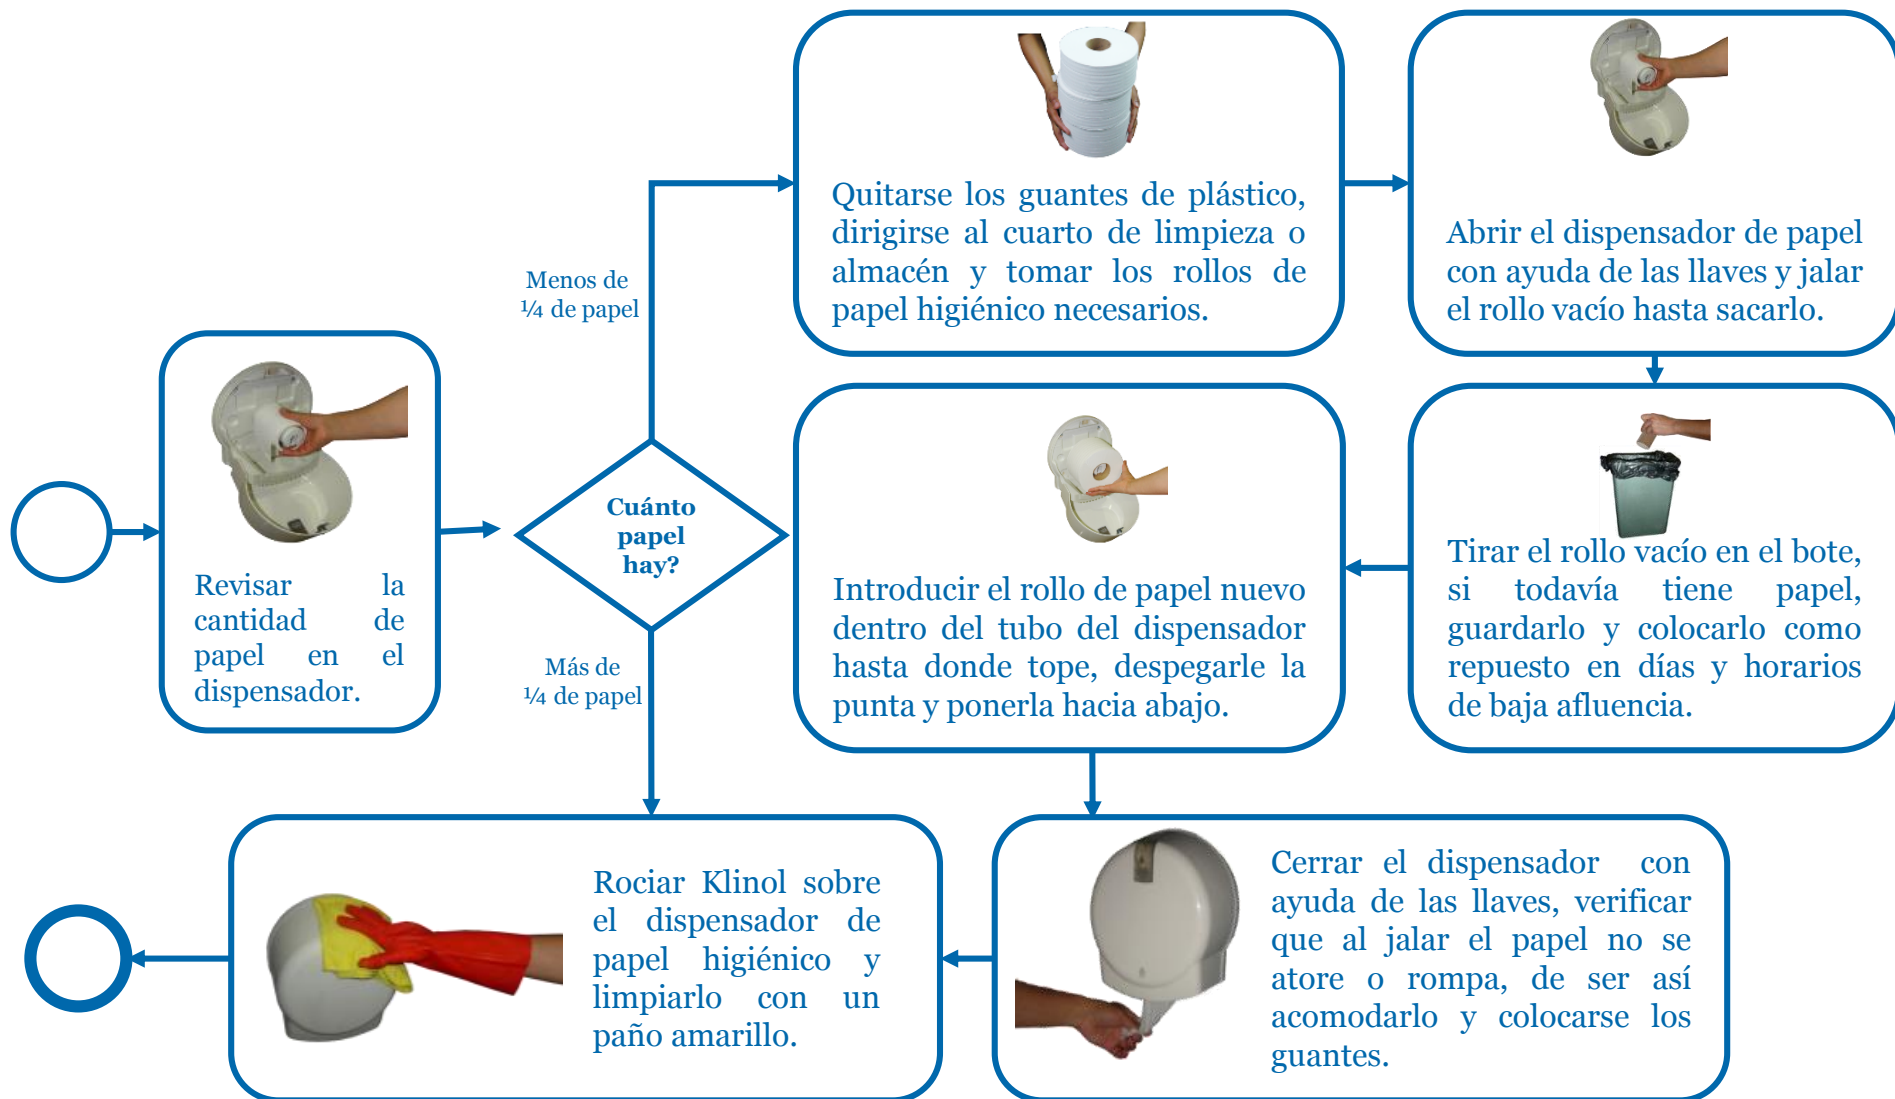 Revisar la
cantidad de
papel en el
dispensador.
Cuánto
papel
hay?
Menos de
¼ de papel
Quitarse los guantes de plástico,
dirigirse al cuarto de limpieza o
almacén y tomar los rollos de
papel higiénico necesarios.
Abrir el dispensador de papel
con ayuda de las llaves y jalar
el rollo vacío hasta sacarlo.
Tirar el rollo vacío en el bote,
si todavía tiene papel,
guardarlo y colocarlo como
repuesto en días y horarios
de baja afluencia.
Introducir el rollo de papel nuevo
dentro del tubo del dispensador
hasta donde tope, despegarle la
punta y ponerla hacia abajo.
Más de
¼ de papel
Cerrar el dispensador con
ayuda de las llaves, verificar
que al jalar el papel no se
atore o rompa, de ser así
acomodarlo y colocarse los
guantes.
Rociar Klinol sobre
el dispensador de
papel higiénico y
limpiarlo con un
paño amarillo.